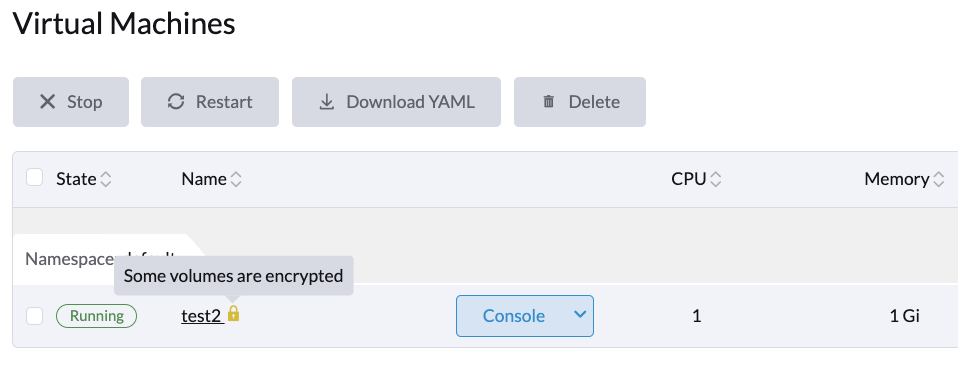 Virtual Machines
Stop Restart Download YAML Delete
State Name CPU Memory
Namespace:
Some volumes are encrypted
Running test2 Console 1 1 Gi